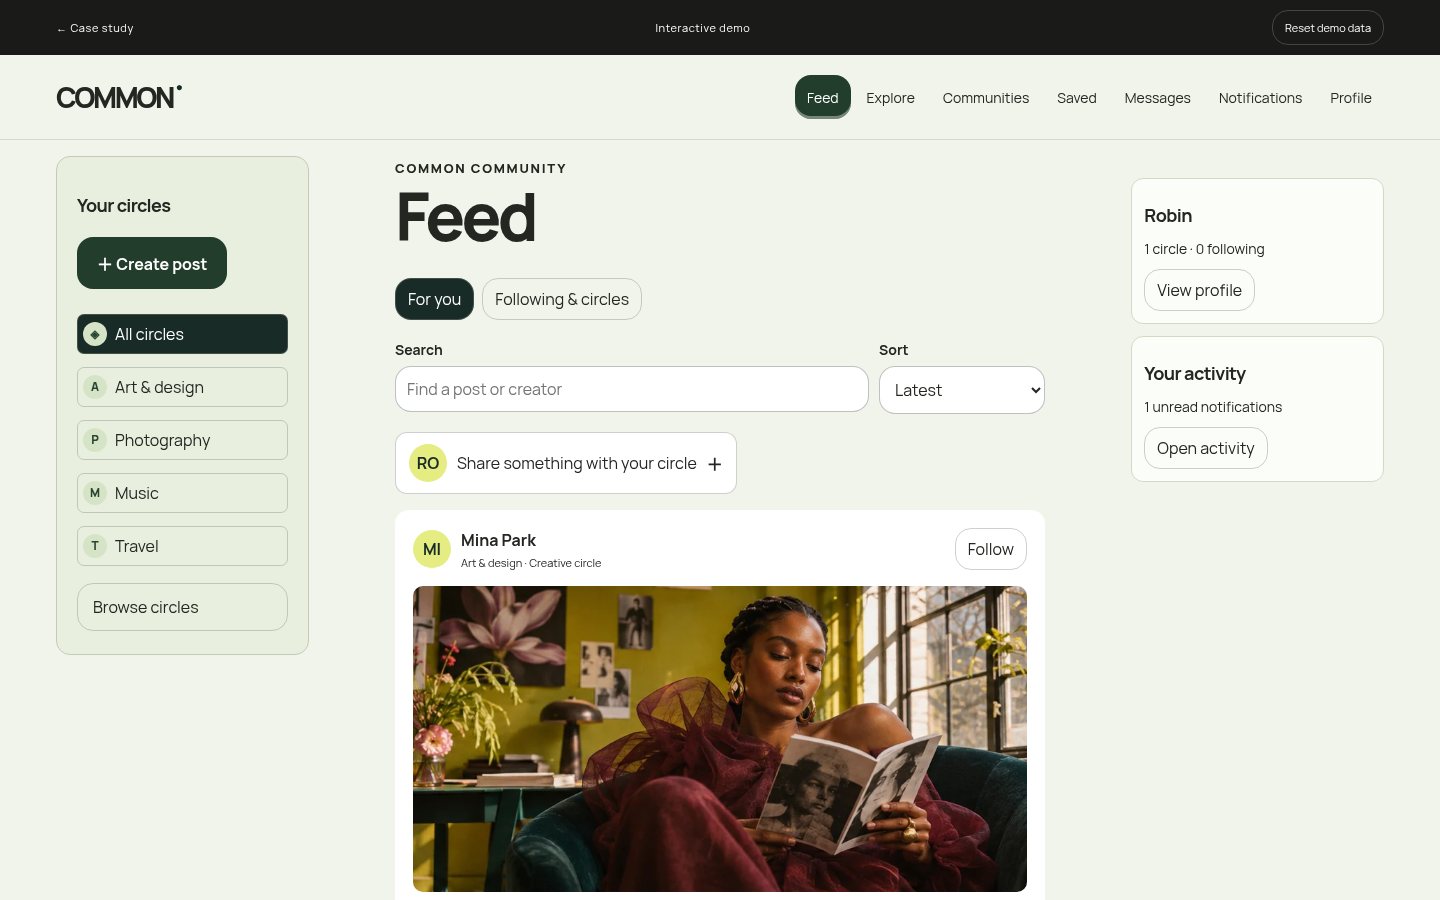 ← Case study
Interactive demo
Reset demo data
COMMON
Feed
Explore
Communities
Saved
Messages
Notifications
Profile
Your circles
+ Create post
◈ All circles
A Art & design
P Photography
M Music
T Travel
Browse circles
COMMON COMMUNITY
Feed
For you
Following & circles
Search
Sort
Find a post or creator
Latest
RO Share something with your circle +
MI
Mina Park
Art & design · Creative circle
Follow
Robin
1 circle · 0 following
View profile
Your activity
1 unread notifications
Open activity